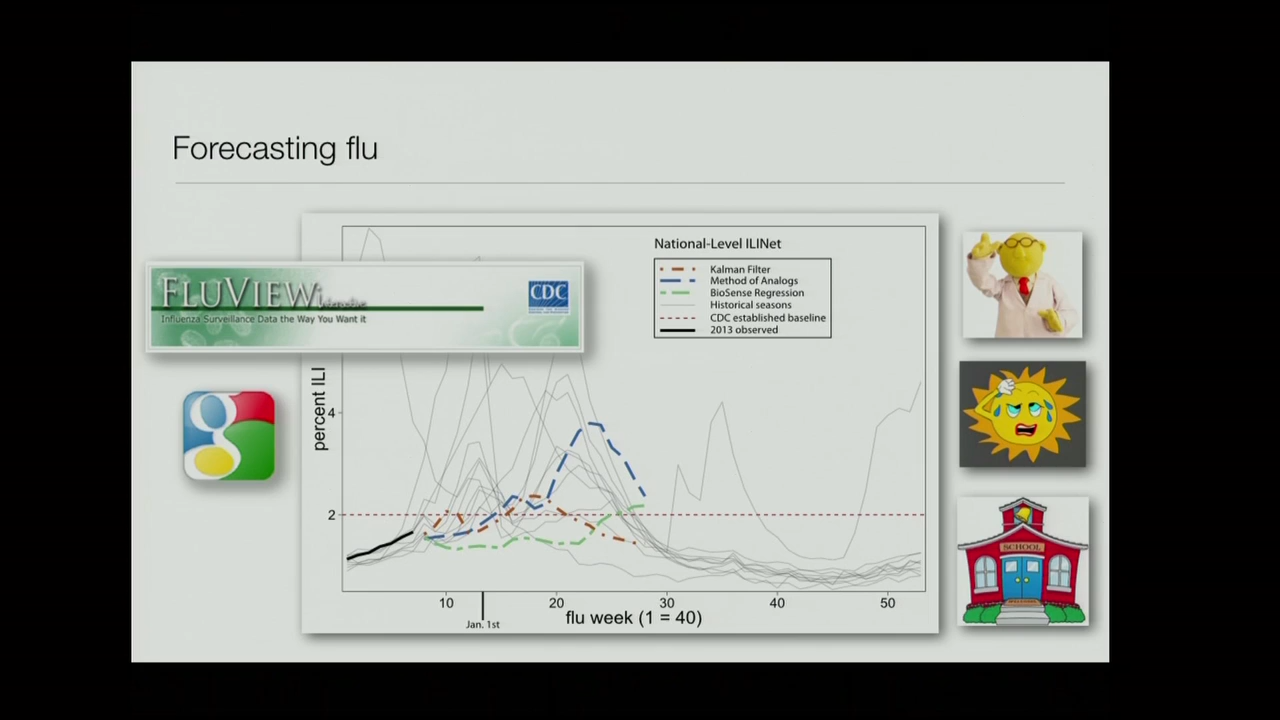 Forecasting flu
FLUVIEW Interactive
CDC
Influenza Surveillance Data the Way You Want it
g
National-Level ILINet
Kalman Filter
Method of Analogs
BioSense Regression
Historical seasons
CDC established baseline
2013 observed
percent ILI
4
2
10
20
30
40
50
Jan. 1st
flu week (1 = 40)
SCHOOL